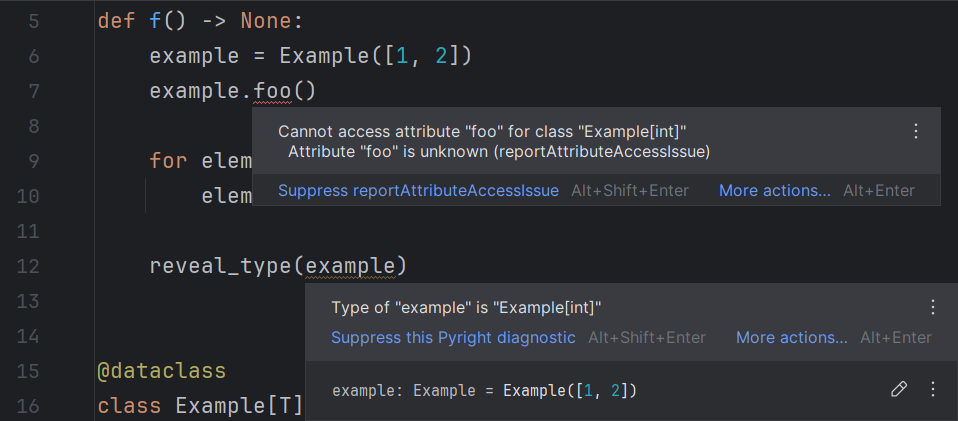 5 def f() -> None:
6 example = Example([1, 2])
7 example.foo()
8
Cannot access attribute "foo" for class "Example[int]"
9 for elem
Attribute "foo" is unknown (reportAttributeAccessIssue)
10 elem
Suppress reportAttributeAccessIssue Alt+Shift+Enter More actions... Alt+Enter
11
12 reveal_type(example)
13
Type of "example" is "Example[int]"
14
Suppress this Pyright diagnostic Alt+Shift+Enter More actions... Alt+Enter
15 @dataclass
example: Example = Example([1, 2])
16 class Example[T]